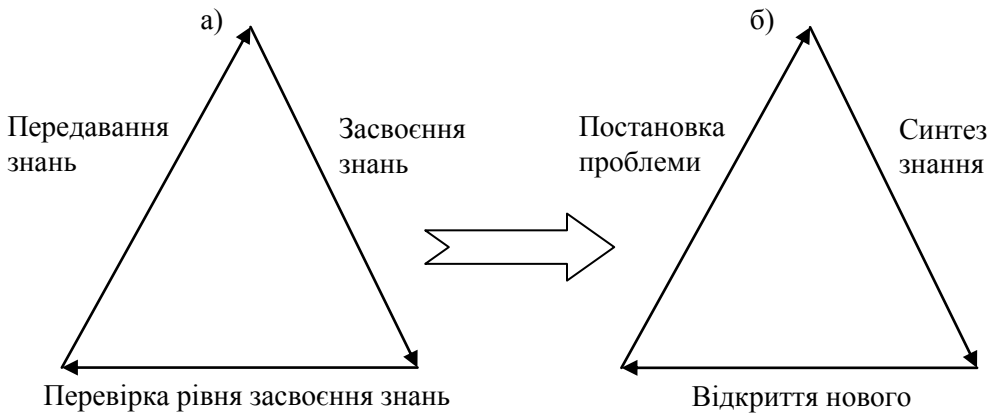 а)
Передавання
знань
Засвоєння
знань
Перевірка рівня засвоєння знань
б)
Постановка
проблеми
Синтез
знання
Відкриття нового